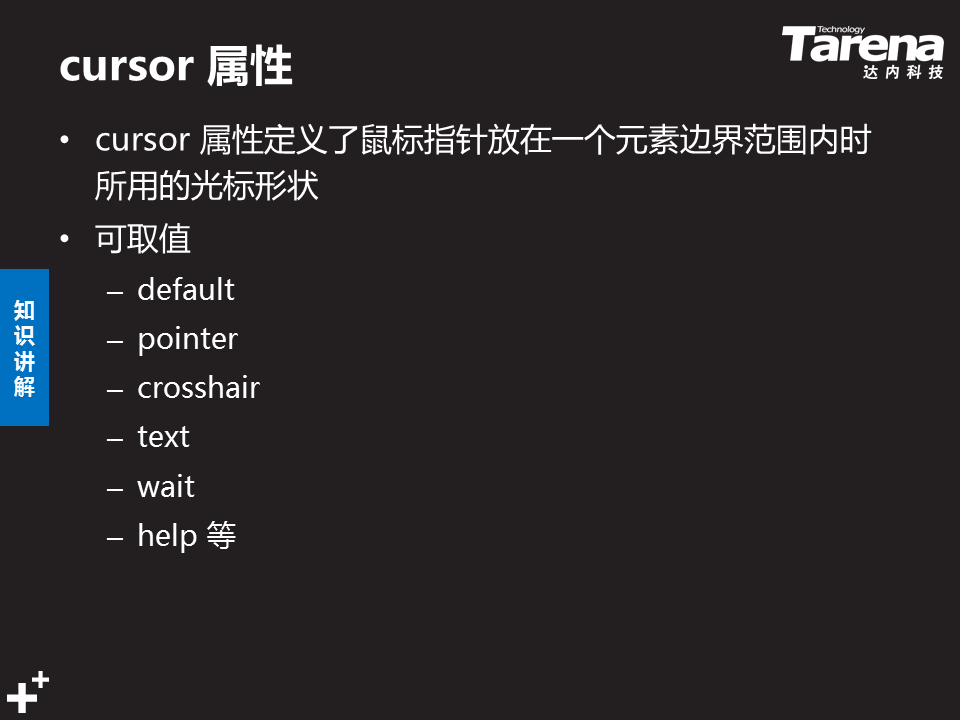 cursor 属性
Technology
Tarena
达内科技
• cursor 属性定义了鼠标指针放在一个元素边界范围内时
所用的光标形状
• 可取值
– default
– pointer
– crosshair
– text
– wait
– help 等
知
识
讲
解